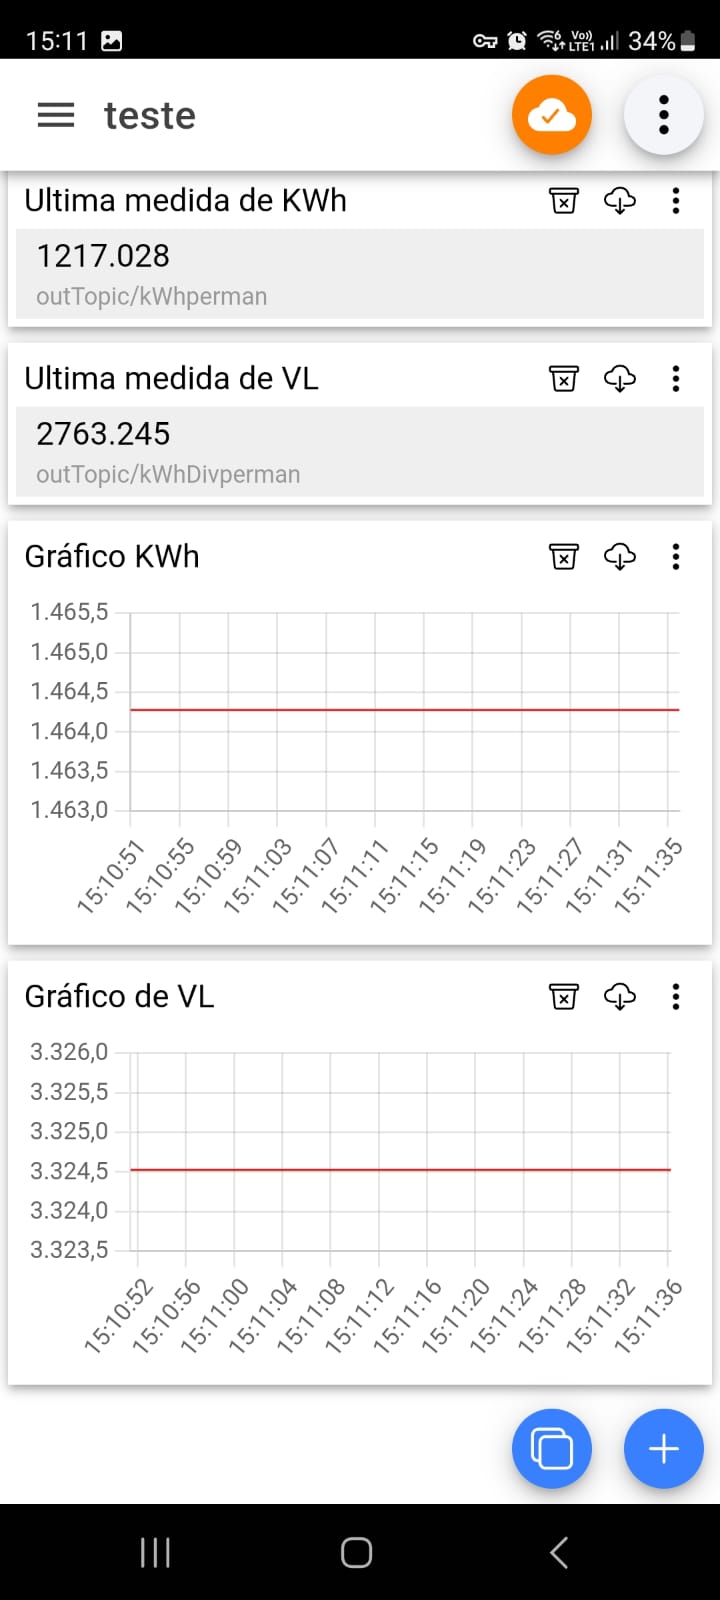 15:11 Vo)) LTE1 34%
teste
Ultima medida de KWh
1217.028
outTopic/kWhperman
Ultima medida de VL
2763.245
outTopic/kWhDivperman
Gráfico KWh
1.465,5
1.465,0
1.464,5
1.464,0
1.463,5
1.463,0
15:10:51 15:10:55 15:10:59 15:11:03 15:11:07 15:11:11 15:11:15 15:11:19 15:11:23 15:11:27 15:11:31 15:11:35
Gráfico de VL
3.326,0
3.325,5
3.325,0
3.324,5
3.324,0
3.323,5
15:10:52 15:10:56 15:11:00 15:11:04 15:11:08 15:11:12 15:11:16 15:11:20 15:11:24 15:11:28 15:11:32 15:11:36